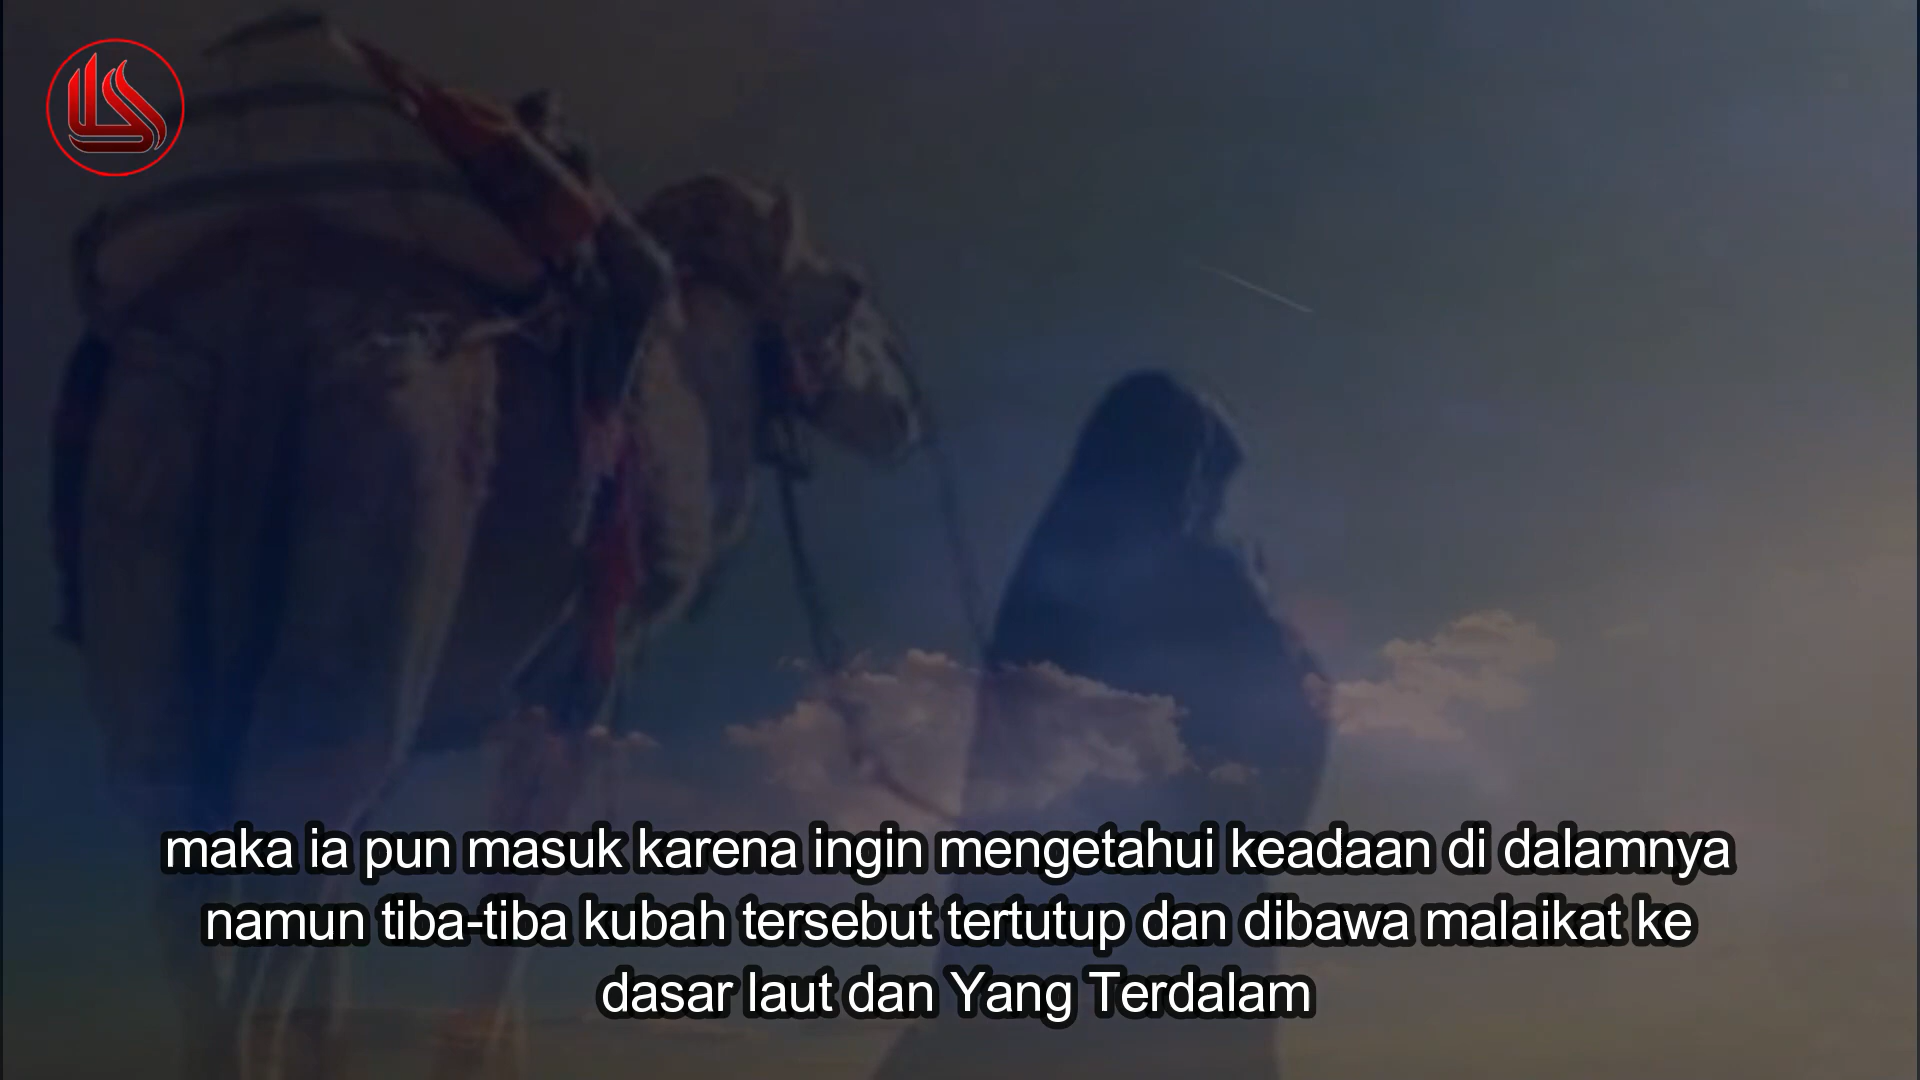 maka ia pun masuk karena ingin mengetahui keadaan di dalamnya
namun tiba-tiba kubah tersebut tertutup dan dibawa malaikat ke
dasar laut dan Yang Terdalam